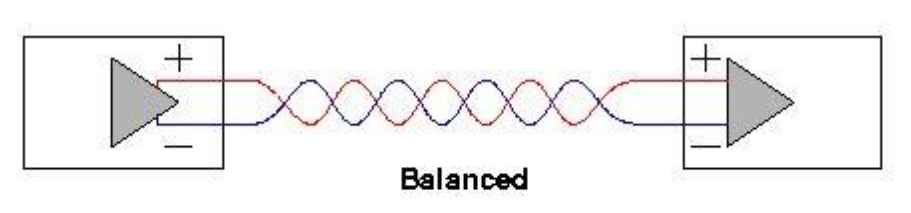 + +
− −
Balanced